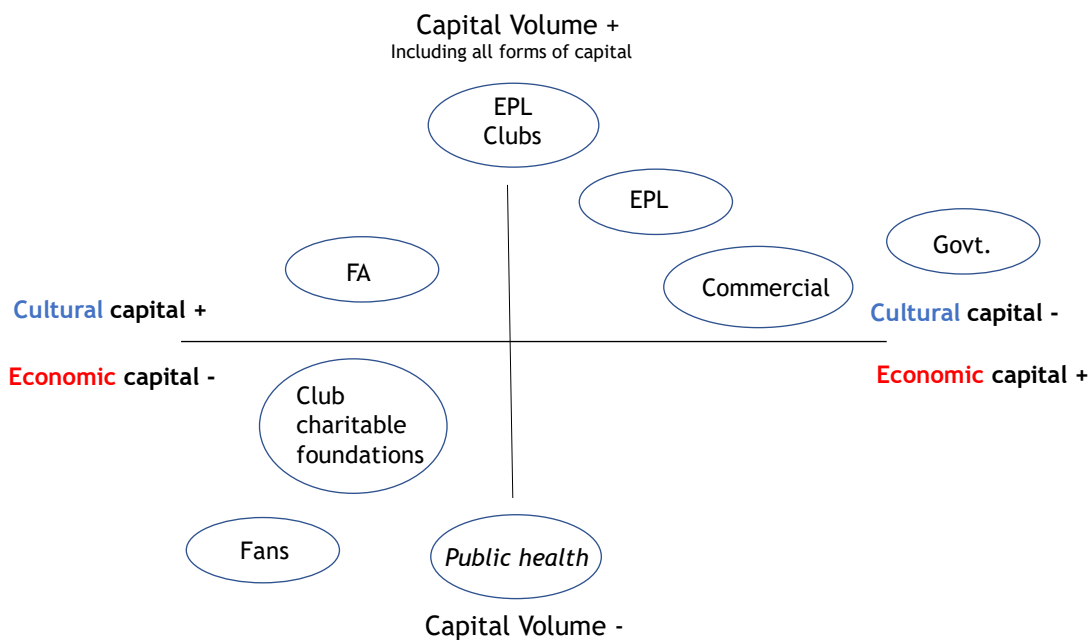 Capital Volume +
Including all forms of capital
EPL
Clubs
EPL
Govt.
FA
Commercial
Cultural capital +
Cultural capital -
Economic capital -
Economic capital +
Club
charitable
foundations
Fans
Public health
Capital Volume -